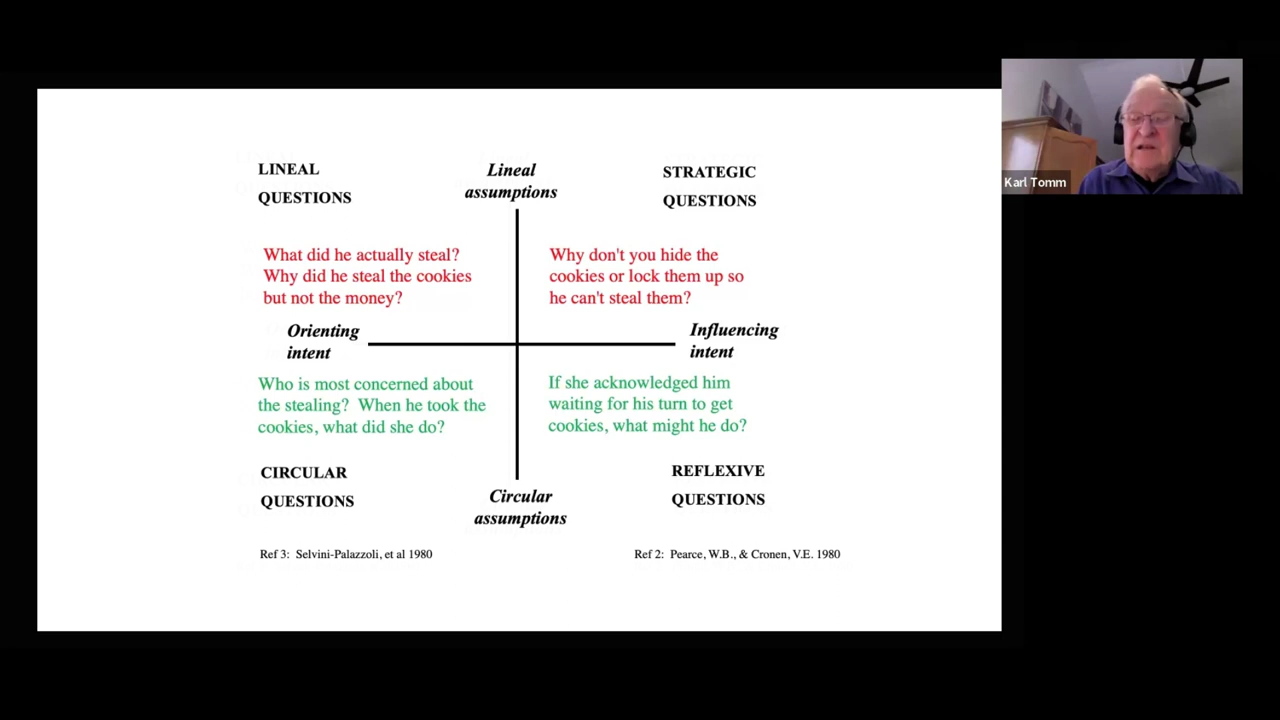 LINEAL
QUESTIONS
Lineal
assumptions
STRATEGIC
QUESTIONS
What did he actually steal?
Why did he steal the cookies
but not the money?
Why don't you hide the
cookies or lock them up so
he can't steal them?
Orienting
intent
Influencing
intent
Who is most concerned about
the stealing? When he took the
cookies, what did she do?
If she acknowledged him
waiting for his turn to get
cookies, what might he do?
CIRCULAR
QUESTIONS
Circular
assumptions
REFLEXIVE
QUESTIONS
Ref 3: Selvini-Palazzoli, et al 1980
Ref 2: Pearce, W.B., & Cronen, V.E. 1980
Karl Tomm